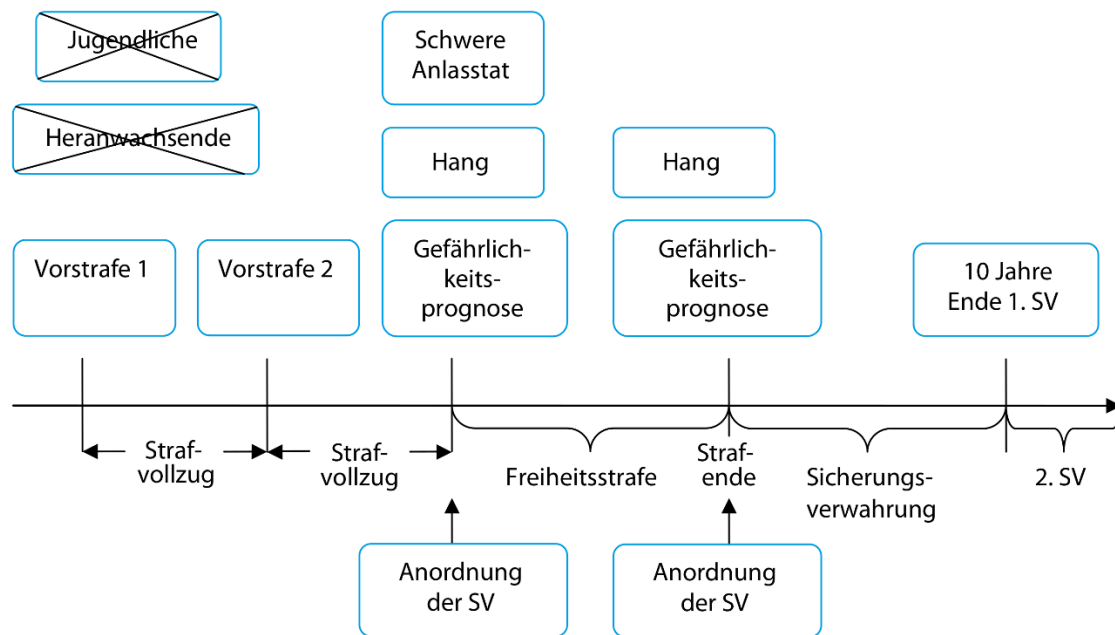 Jugendliche
Heranwachsende
Schwere
Anlasstat
Hang
Hang
Vorstrafe 1
Vorstrafe 2
Gefährlich-
keits-
prognose
Gefährlich-
keits-
prognose
10 Jahre
Ende 1. SV
Straf-
vollzug
Straf-
vollzug
Freiheitsstrafe
Straf-
ende
Sicherungs-
verwahrung
2. SV
Anordnung
der SV
Anordnung
der SV